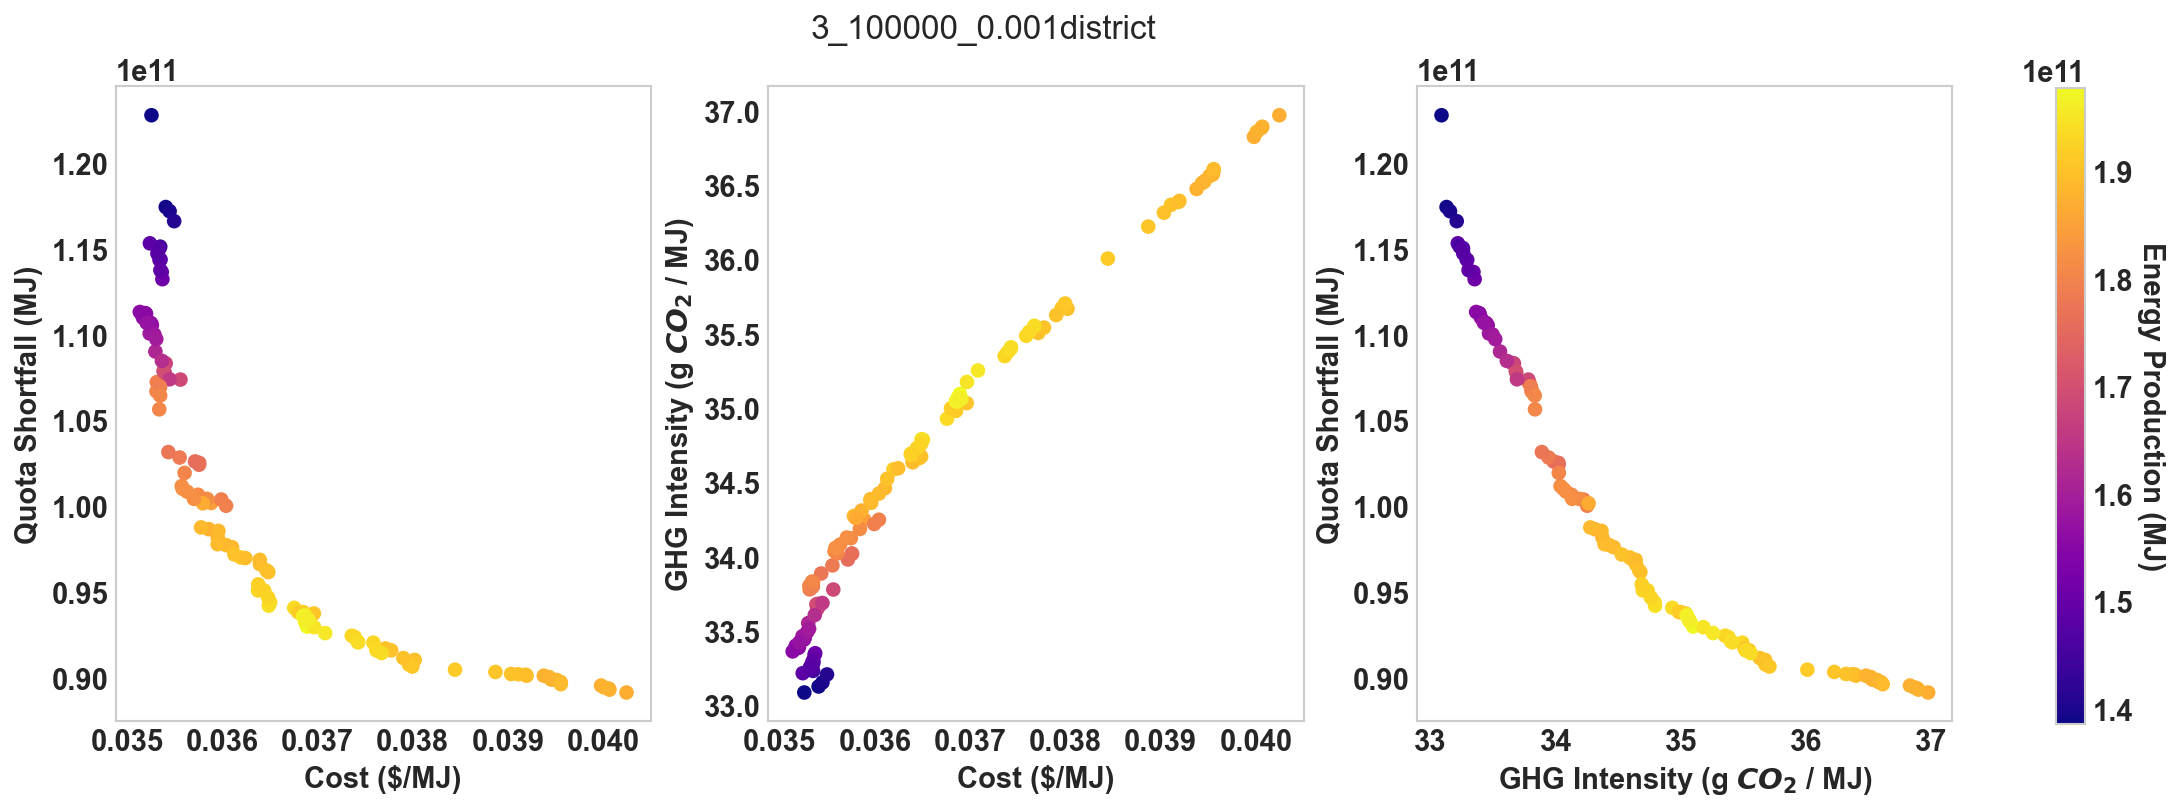 3_100000_0.001district
1e11
1.20
1.15
1.10
1.05
1.00
0.95
0.90
Quota Shortfall (MJ)
0.035 0.036 0.037 0.038 0.039 0.040
Cost ($/MJ)
37.0
36.5
36.0
35.5
35.0
34.5
34.0
33.5
33.0
GHG Intensity (g CO₂ / MJ)
0.035 0.036 0.037 0.038 0.039 0.040
Cost ($/MJ)
1e11
1.20
1.15
1.10
1.05
1.00
0.95
0.90
Quota Shortfall (MJ)
33 34 35 36 37
GHG Intensity (g CO₂ / MJ)
1e11
1.9
1.8
1.7
1.6
1.5
1.4
Energy Production (MJ)